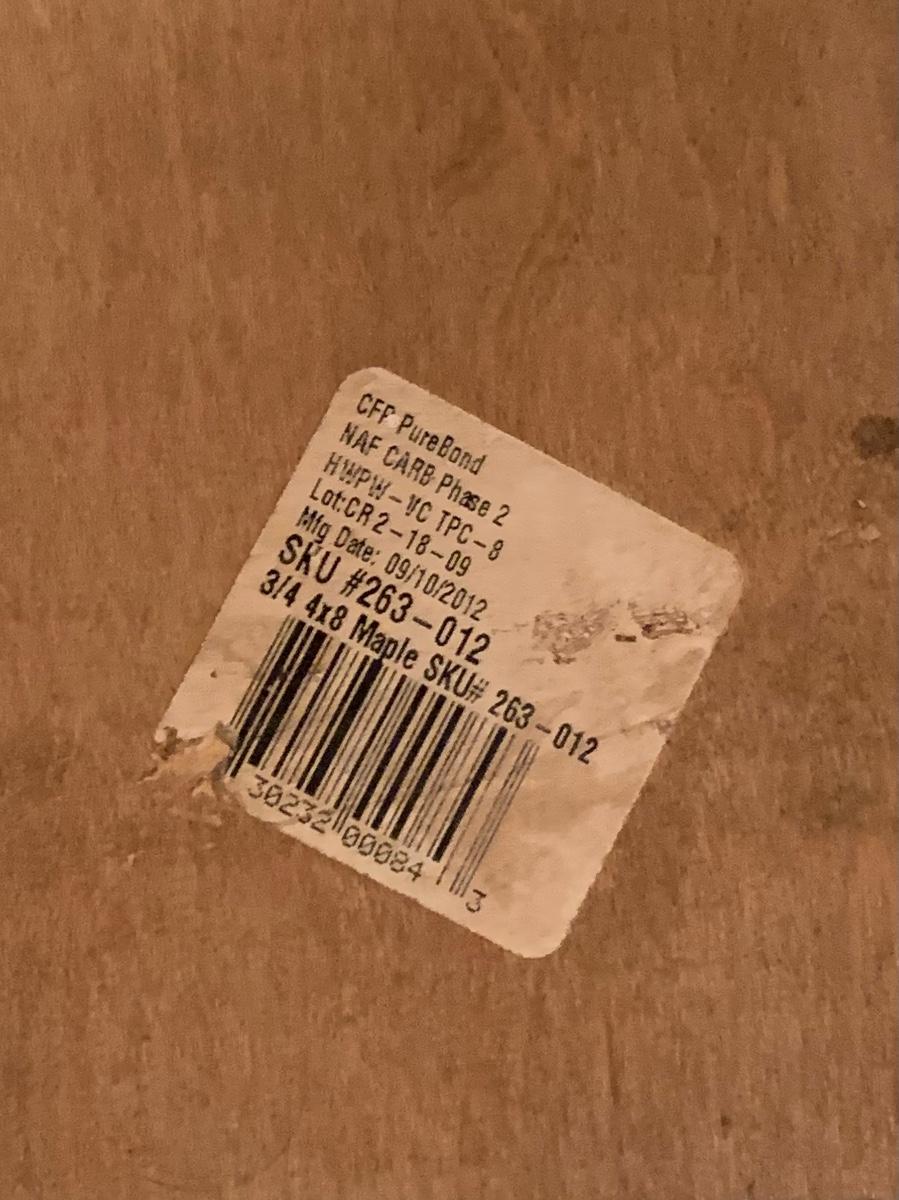 CFP PureBond
NAF CARB Phase 2
HWPW-VC TPC-8
Lot:CR2-18-09
Mfg Date: 09/10/2012
SKU #263-012
3/4 4x8 Maple SKU# 263-012
30232 00084 3